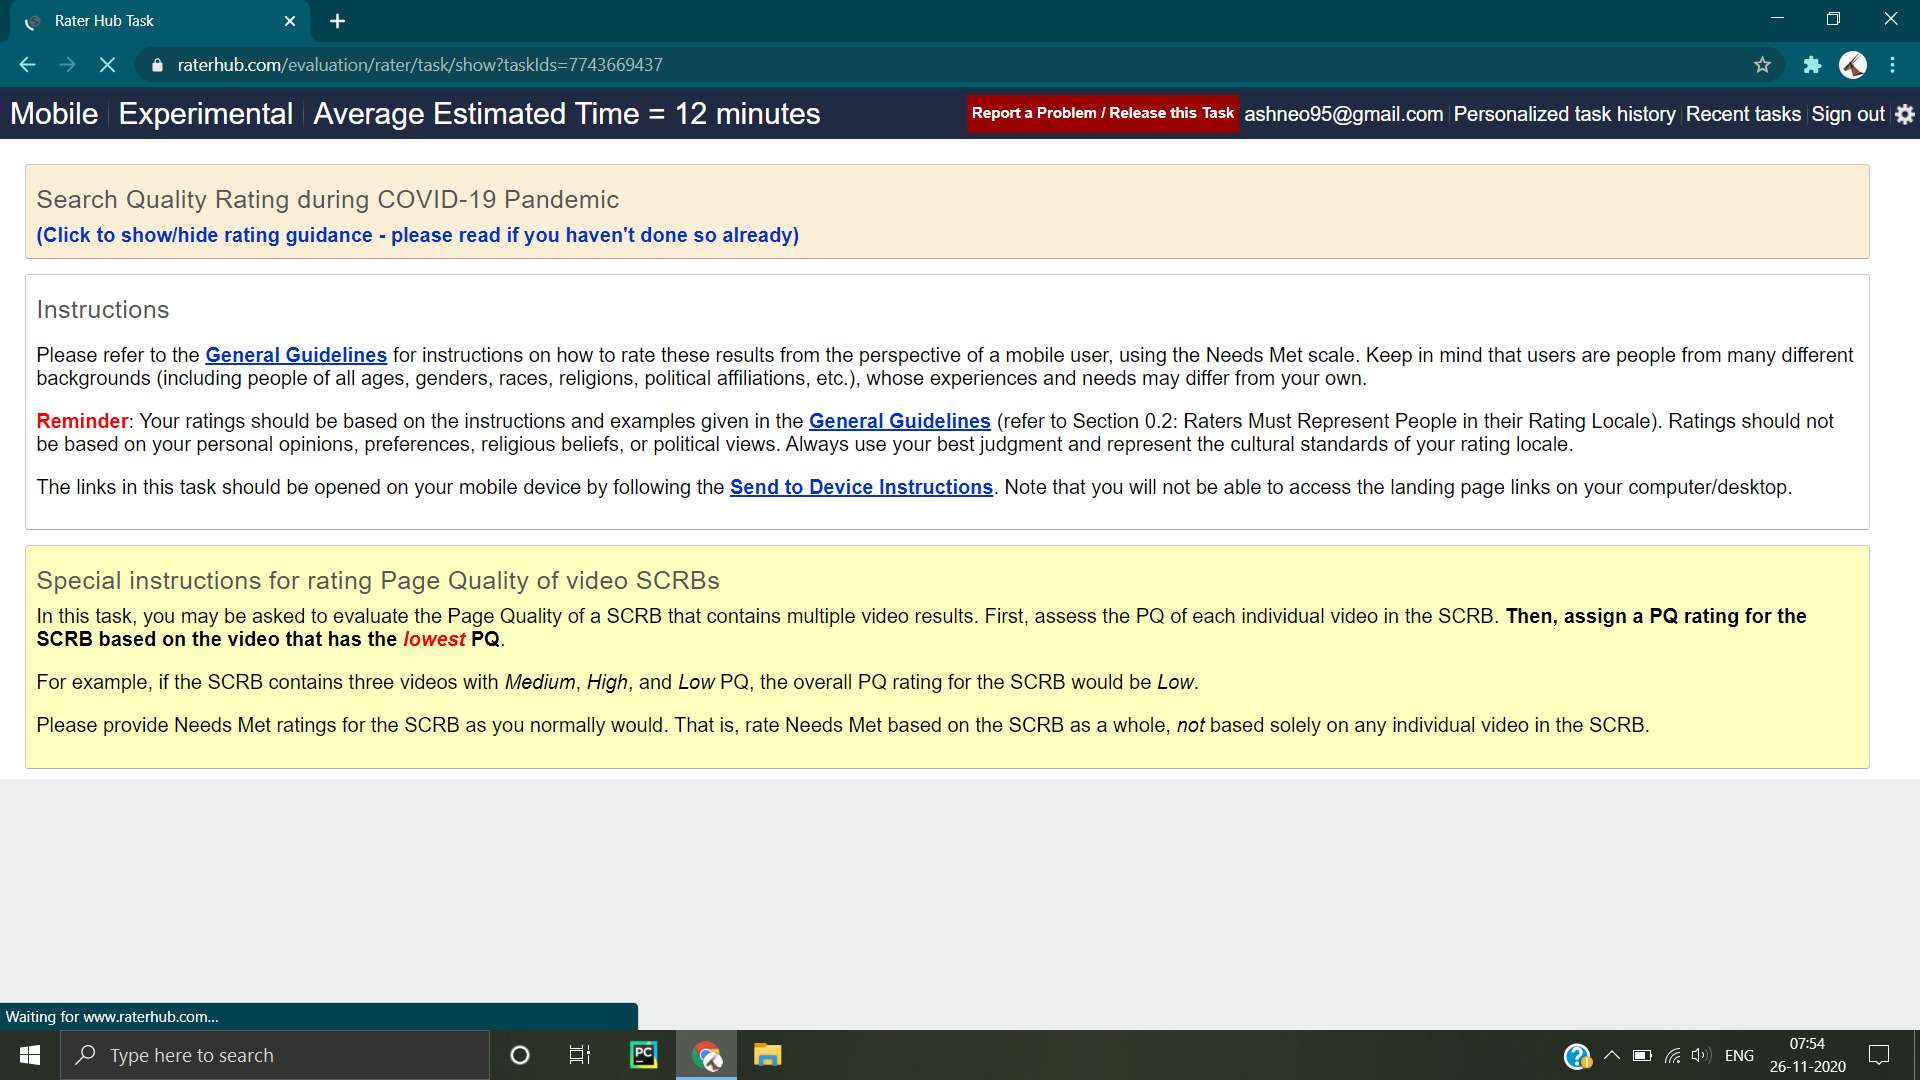 Rater Hub Task
raterhub.com/evaluation/rater/task/show?taskIds=7743669437
Mobile Experimental Average Estimated Time = 12 minutes
Report a Problem / Release this Task ashneo95@gmail.com Personalized task history Recent tasks Sign out
Search Quality Rating during COVID-19 Pandemic
(Click to show/hide rating guidance - please read if you haven't done so already)
Instructions
Please refer to the General Guidelines for instructions on how to rate these results from the perspective of a mobile user, using the Needs Met scale. Keep in mind that users are people from many different
backgrounds (including people of all ages, genders, races, religions, political affiliations, etc.), whose experiences and needs may differ from your own.
Reminder: Your ratings should be based on the instructions and examples given in the General Guidelines (refer to Section 0.2: Raters Must Represent People in their Rating Locale). Ratings should not
be based on your personal opinions, preferences, religious beliefs, or political views. Always use your best judgment and represent the cultural standards of your rating locale.
The links in this task should be opened on your mobile device by following the Send to Device Instructions. Note that you will not be able to access the landing page links on your computer/desktop.
Special instructions for rating Page Quality of video SCRBs
In this task, you may be asked to evaluate the Page Quality of a SCRB that contains multiple video results. First, assess the PQ of each individual video in the SCRB. Then, assign a PQ rating for the
SCRB based on the video that has the lowest PQ.
For example, if the SCRB contains three videos with Medium, High, and Low PQ, the overall PQ rating for the SCRB would be Low.
Please provide Needs Met ratings for the SCRB as you normally would. That is, rate Needs Met based on the SCRB as a whole, not based solely on any individual video in the SCRB.
Waiting for www.raterhub.com...
Type here to search
PC
ENG
07:54
26-11-2020